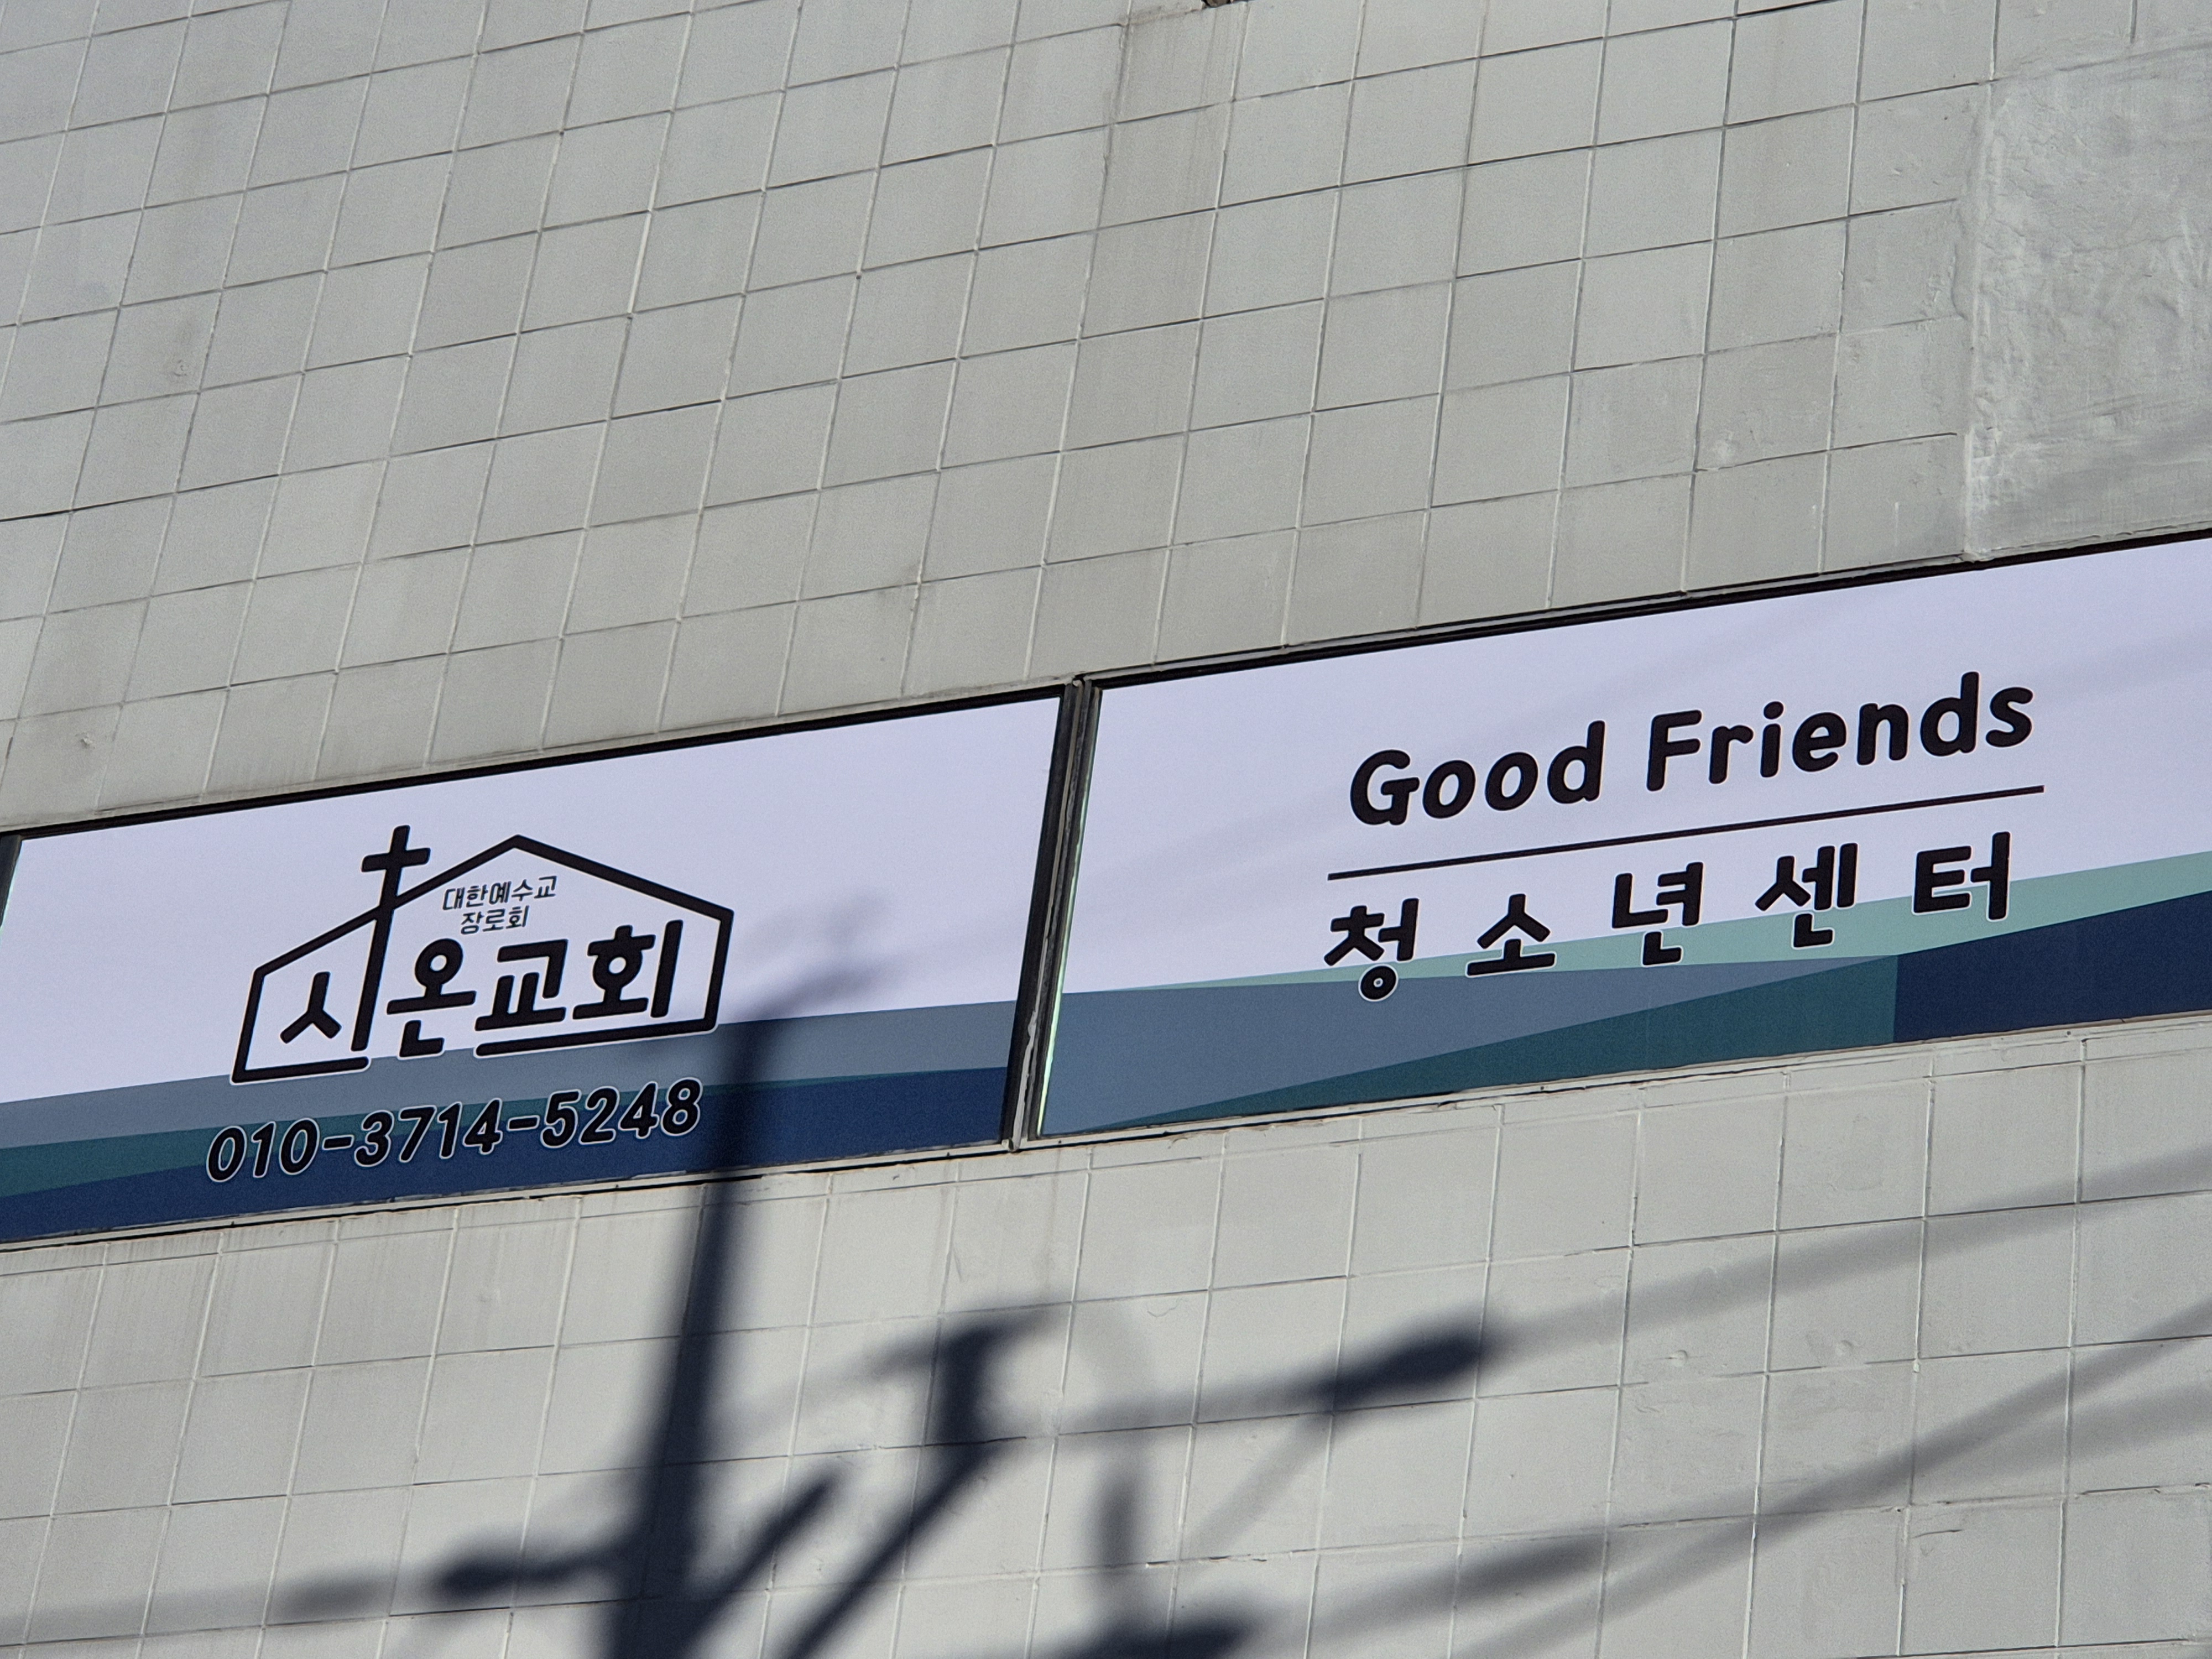 대한예수교
장로회
시온교회
010-3714-5248
Good Friends
청소년센터